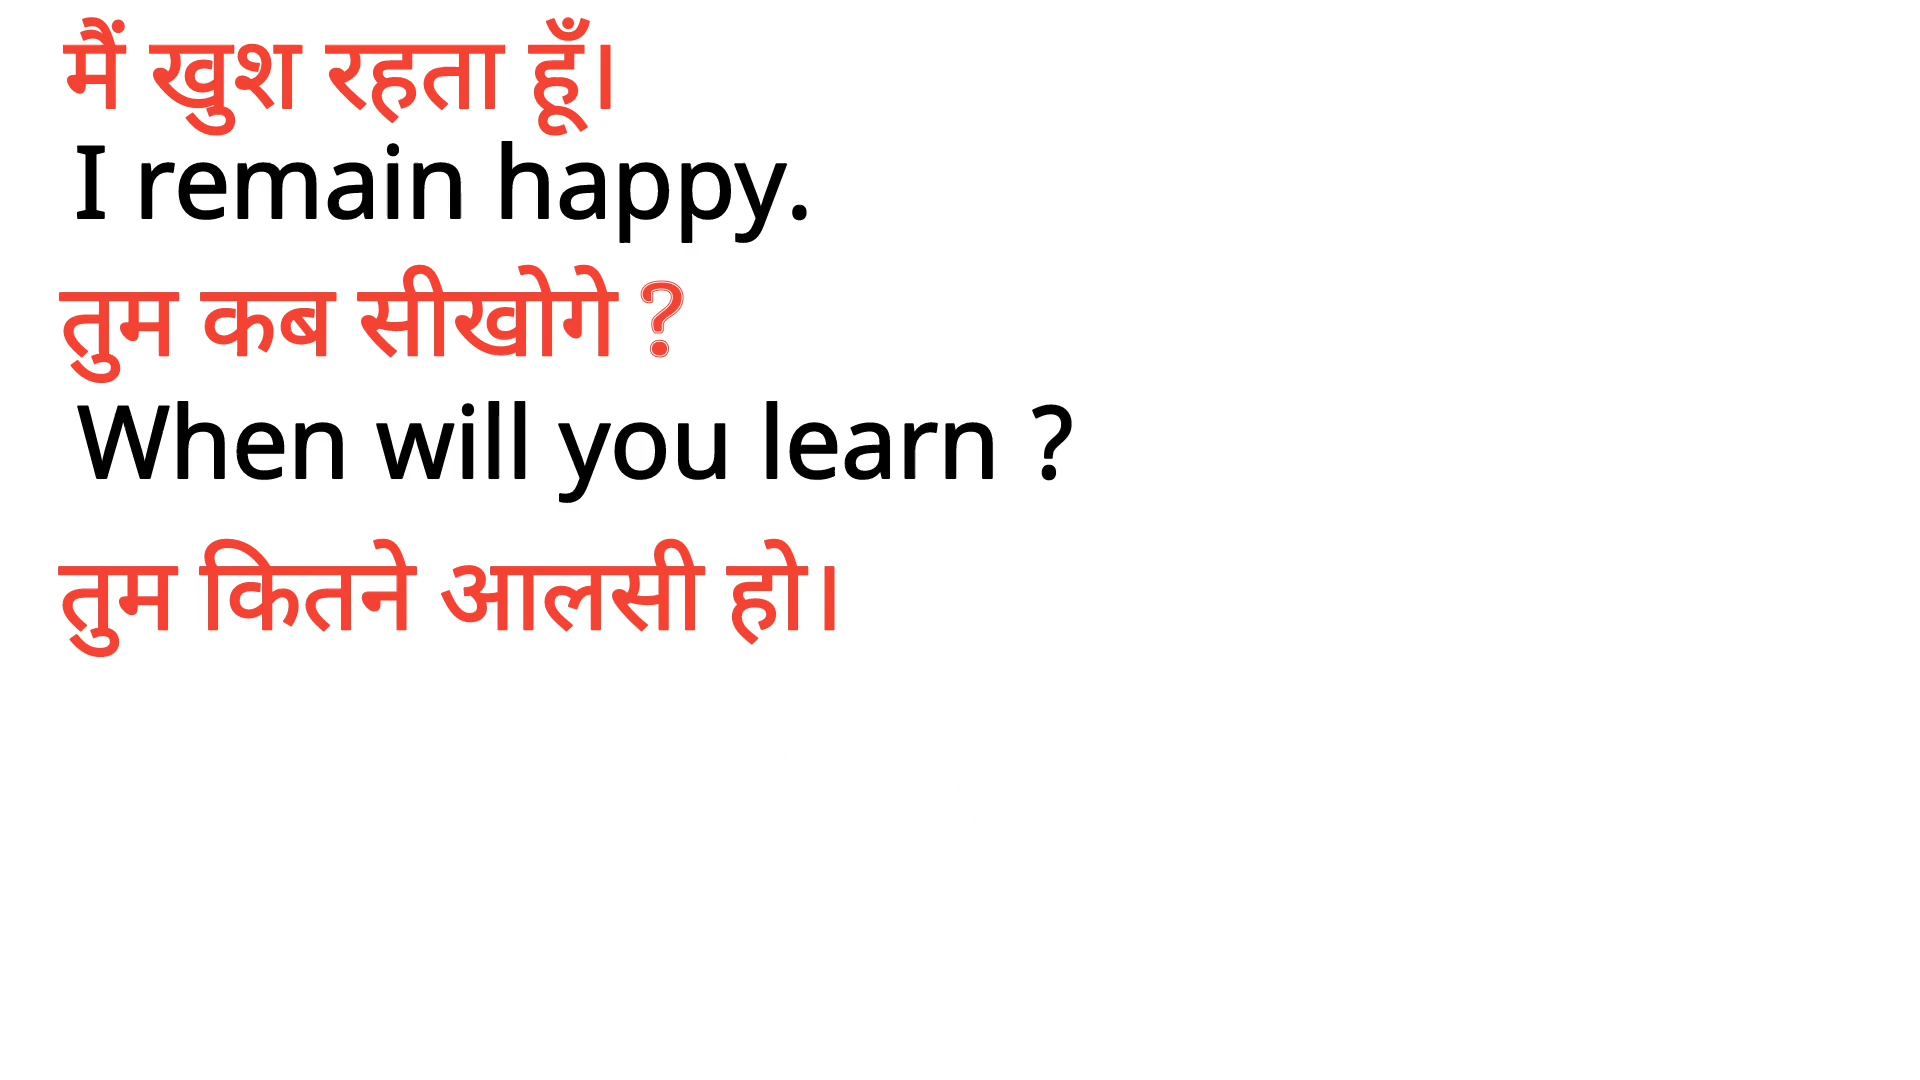 मैं खुश रहता हूँ।
I remain happy.
तुम कब सीखोगे ?
When will you learn ?
तुम कितने आलसी हो।